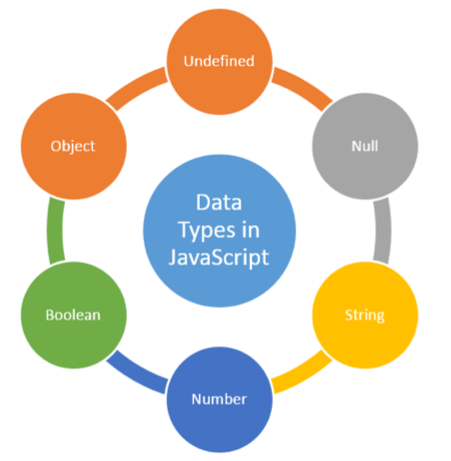 Undefined
Object
Null
Data
Types in
JavaScript
Boolean
String
Number